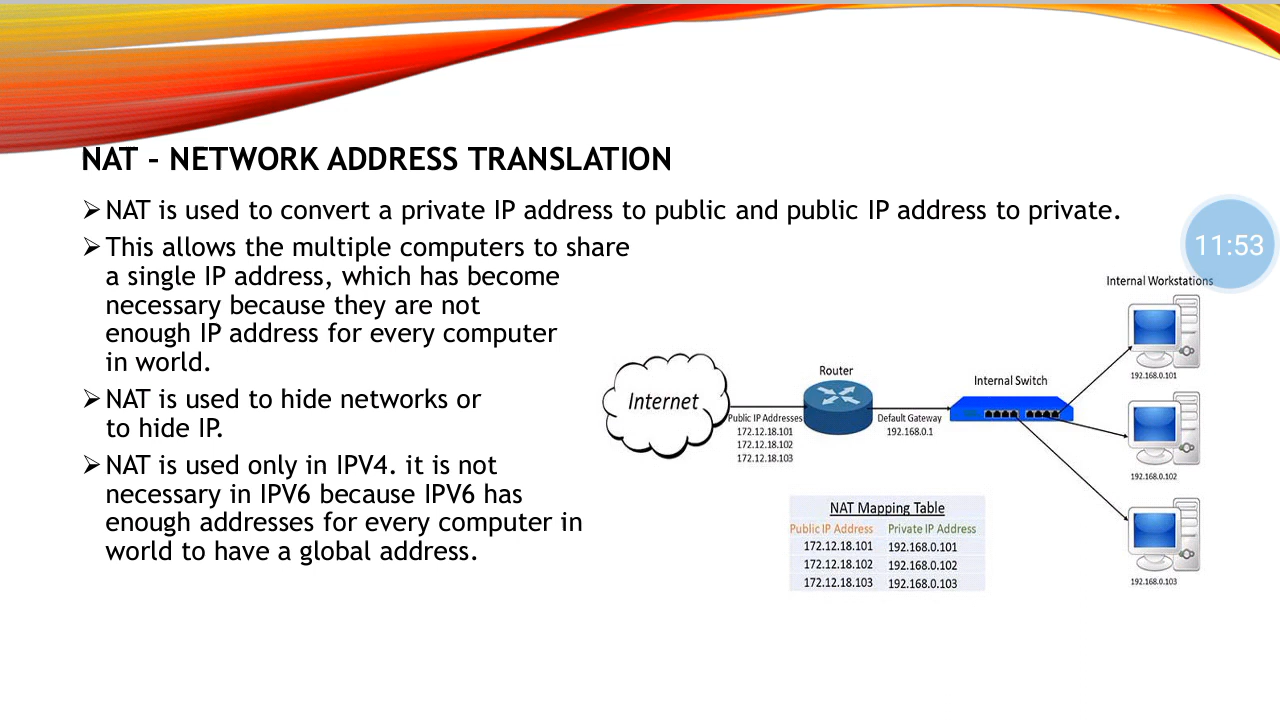 NAT – NETWORK ADDRESS TRANSLATION
NAT is used to convert a private IP address to public and public IP address to private.
This allows the multiple computers to share
a single IP address, which has become
necessary because they are not
enough IP address for every computer
in world.
NAT is used to hide networks or
to hide IP.
NAT is used only in IPV4. it is not
necessary in IPV6 because IPV6 has
enough addresses for every computer in
world to have a global address.
11:53
Internal Workstations
192.168.0.101
Router
Internal Switch
Internet
Public IP Addresses
172.12.18.101
172.12.18.102
172.12.18.103
Default Gateway
192.168.0.1
192.168.0.102
192.168.0.103
NAT Mapping Table
Public IP Address Private IP Address
172.12.18.101 192.168.0.101
172.12.18.102 192.168.0.102
172.12.18.103 192.168.0.103